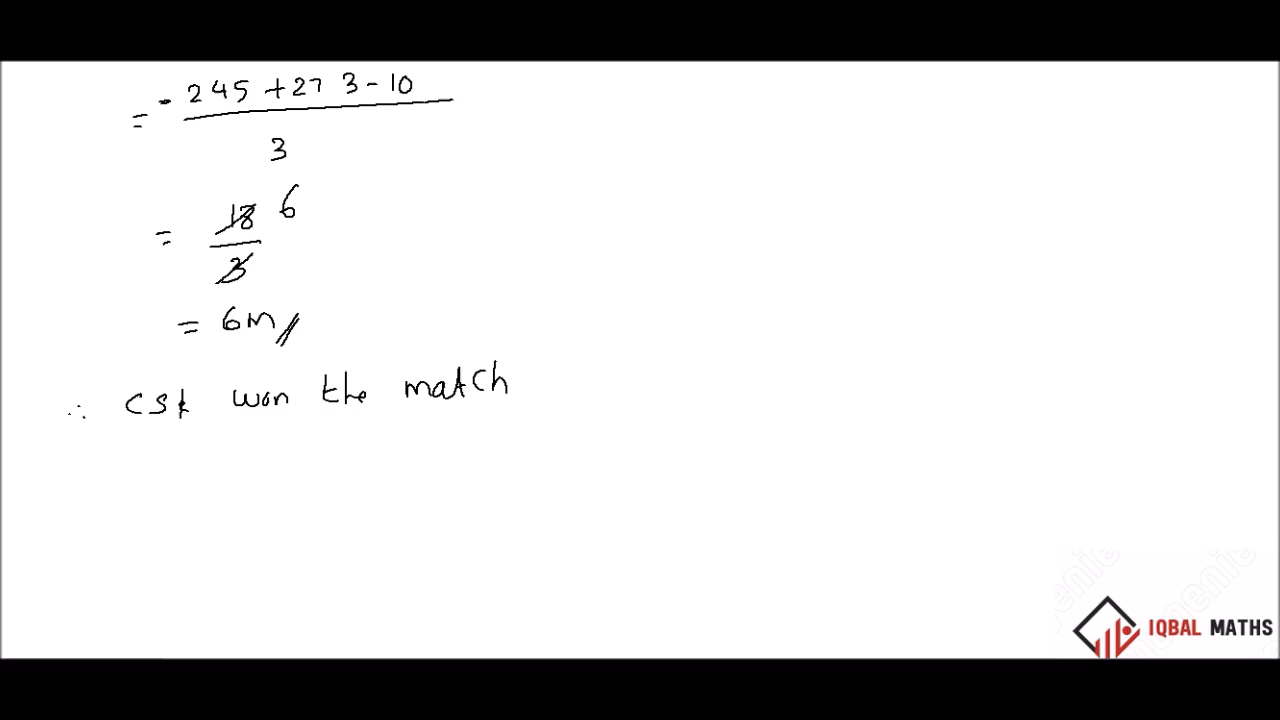 = - 245 + 273 - 10
3
= 18 6
3
= 6m//
∴ CSK won the match
IQBAL MATHS